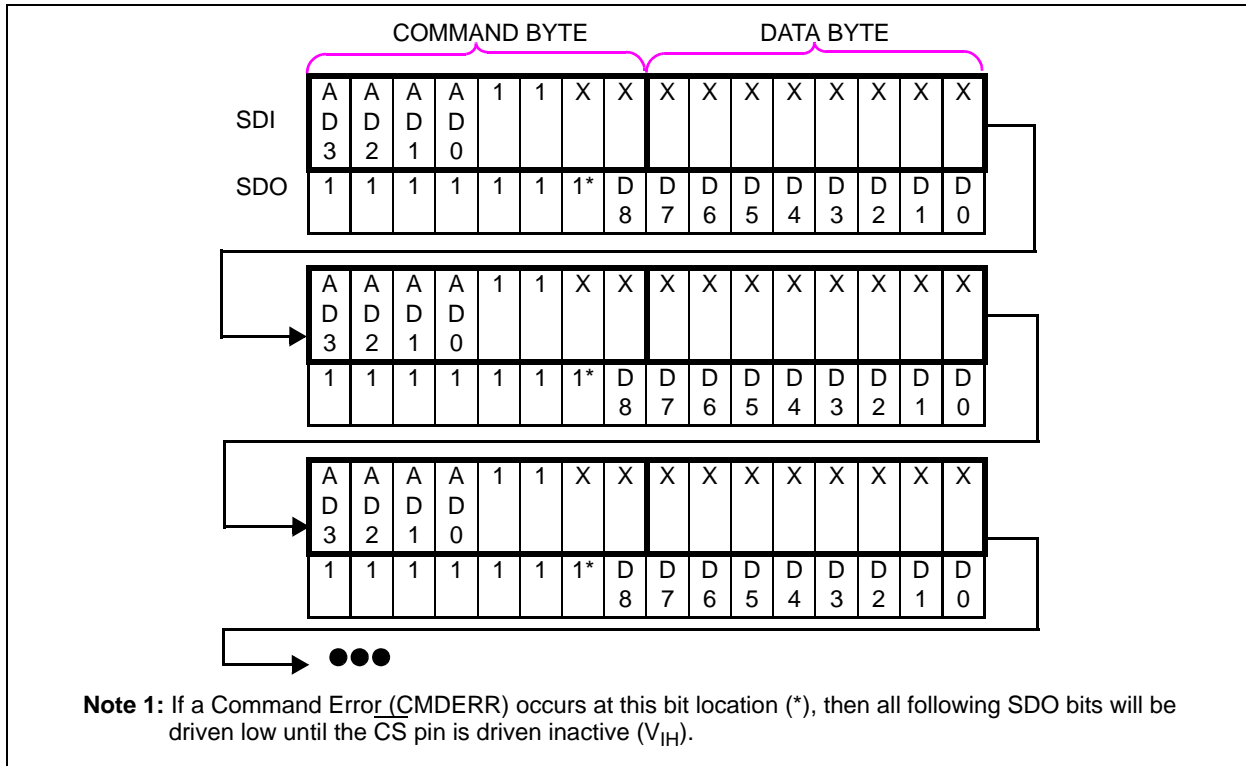 COMMAND BYTE DATA BYTE
SDI
A A A A 1 1 X X X X X X X X X X
D D D D
3 2 1 0
SDO
1 1 1 1 1 1 1* D D D D D D D D D
8 7 6 5 4 3 2 1 0
A A A A 1 1 X X X X X X X X X X
D D D D
3 2 1 0
1 1 1 1 1 1 1* D D D D D D D D D
8 7 6 5 4 3 2 1 0
A A A A 1 1 X X X X X X X X X X
D D D D
3 2 1 0
1 1 1 1 1 1 1* D D D D D D D D D
8 7 6 5 4 3 2 1 0
●●●
Note 1: If a Command Error (CMDERR) occurs at this bit location (*), then all following SDO bits will be
driven low until the C̅S̅ pin is driven inactive (VIH).